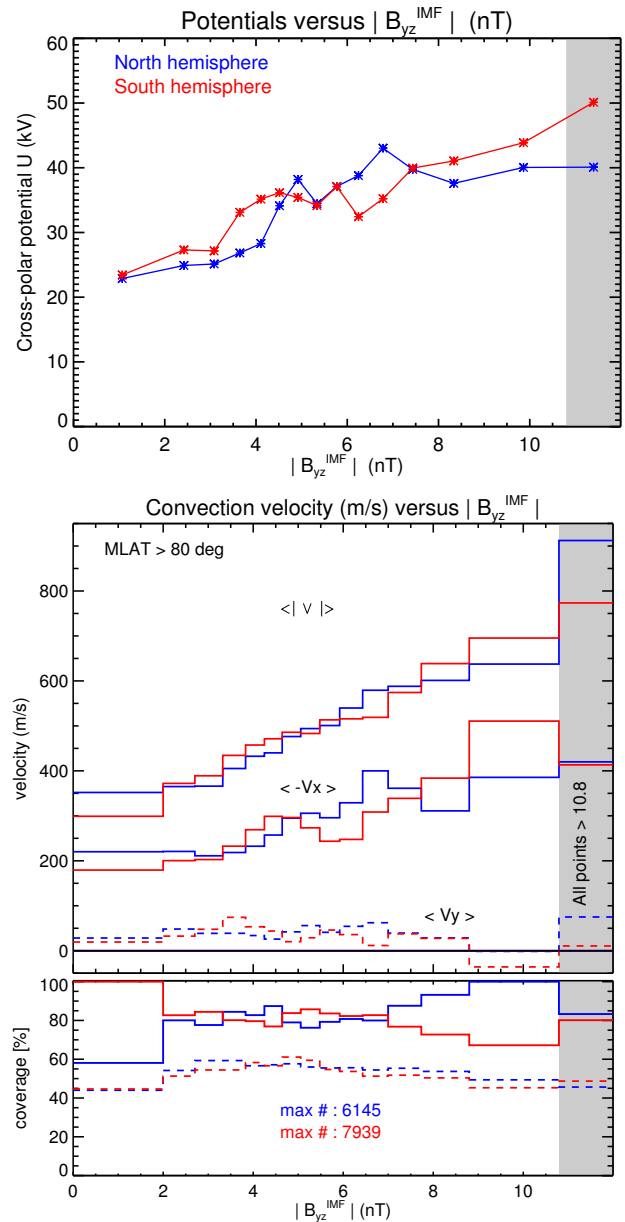 Potentials versus | B_yz^IMF | (nT)
North hemisphere
South hemisphere
Cross-polar potential U (kV)
60
50
40
30
20
10
0
0 2 4 6 8 10
| B_yz^IMF | (nT)
Convection velocity (m/s) versus | B_yz^IMF |
MLAT > 80 deg
<| v |>
< -Vx >
< Vy >
All points > 10.8
velocity (m/s)
800
600
400
200
0
coverage [%]
100
80
60
40
20
0
max # : 6145
max # : 7939
0 2 4 6 8 10
| B_yz^IMF | (nT)